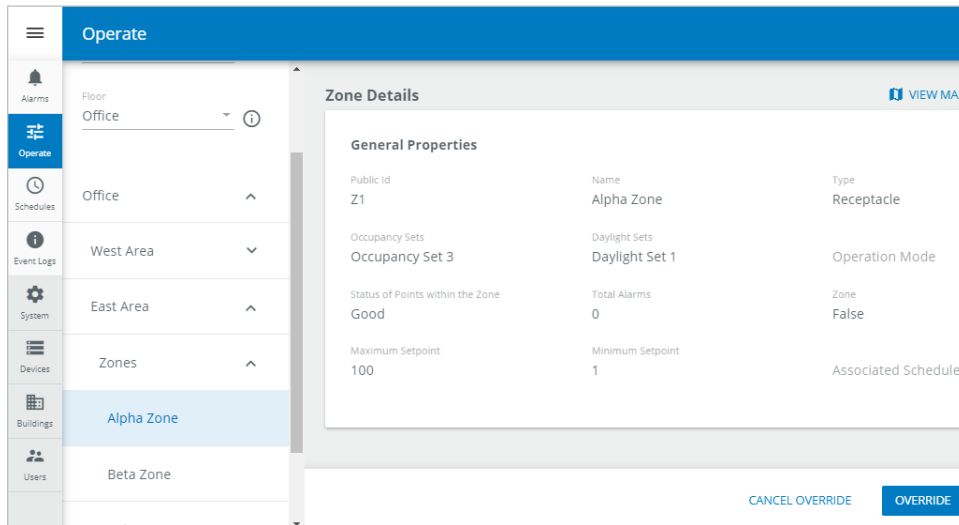 Operate
Alarms
Operate
Schedules
Event Logs
System
Devices
Buildings
Users
Floor
Office
Office
West Area
East Area
Zones
Alpha Zone
Beta Zone
Zone Details
VIEW MA
General Properties
Public Id
Z1
Name
Alpha Zone
Type
Receptacle
Occupancy Sets
Occupancy Set 3
Daylight Sets
Daylight Set 1
Operation Mode
Status of Points within the Zone
Good
Total Alarms
0
Zone
False
Maximum Setpoint
100
Minimum Setpoint
1
Associated Schedule
CANCEL OVERRIDE
OVERRIDE